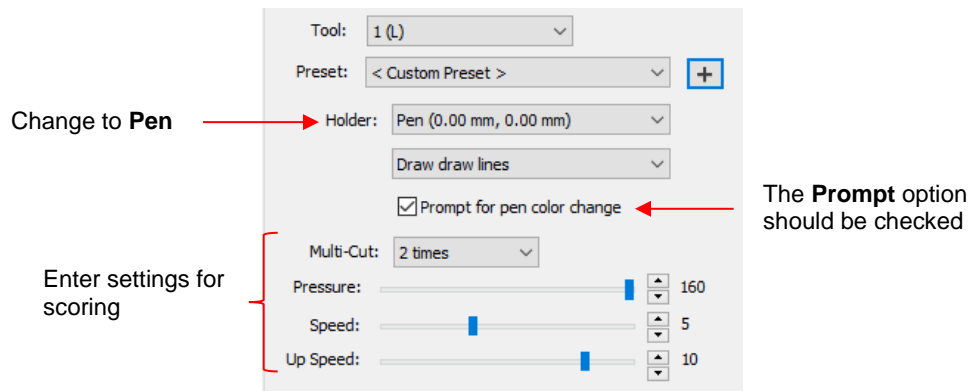 Tool: 1 (L)
Preset: < Custom Preset > +
Change to Pen
Holder: Pen (0.00 mm, 0.00 mm)
Draw draw lines
Prompt for pen color change
The Prompt option
should be checked
Multi-Cut: 2 times
Enter settings for
scoring
Pressure: 160
Speed: 5
Up Speed: 10